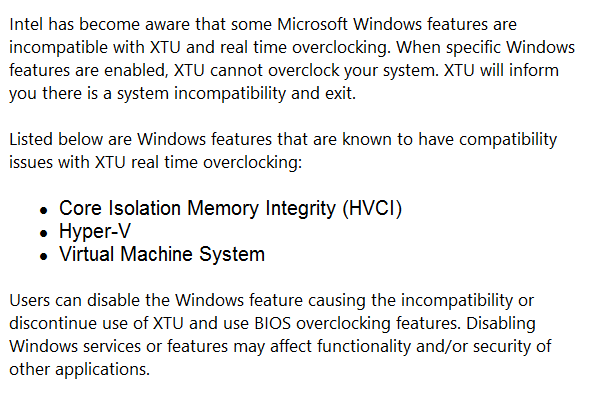 Intel has become aware that some Microsoft Windows features are
incompatible with XTU and real time overclocking. When specific Windows
features are enabled, XTU cannot overclock your system. XTU will inform
you there is a system incompatibility and exit.
Listed below are Windows features that are known to have compatibility
issues with XTU real time overclocking:
• Core Isolation Memory Integrity (HVCI)
• Hyper-V
• Virtual Machine System
Users can disable the Windows feature causing the incompatibility or
discontinue use of XTU and use BIOS overclocking features. Disabling
Windows services or features may affect functionality and/or security of
other applications.